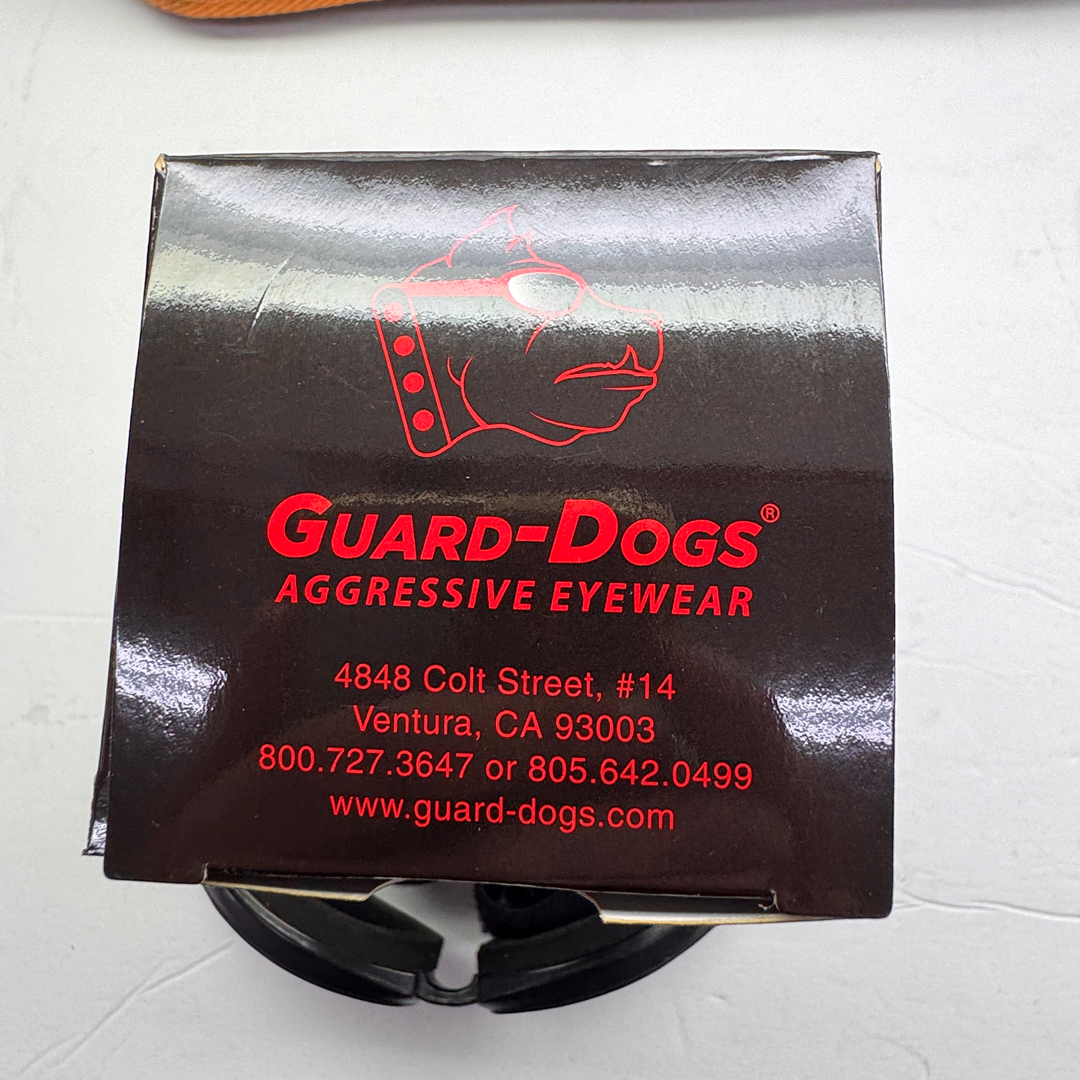 GUARD-DOGS®
AGGRESSIVE EYEWEAR
4848 Colt Street, #14
Ventura, CA 93003
800.727.3647 or 805.642.0499
www.guard-dogs.com